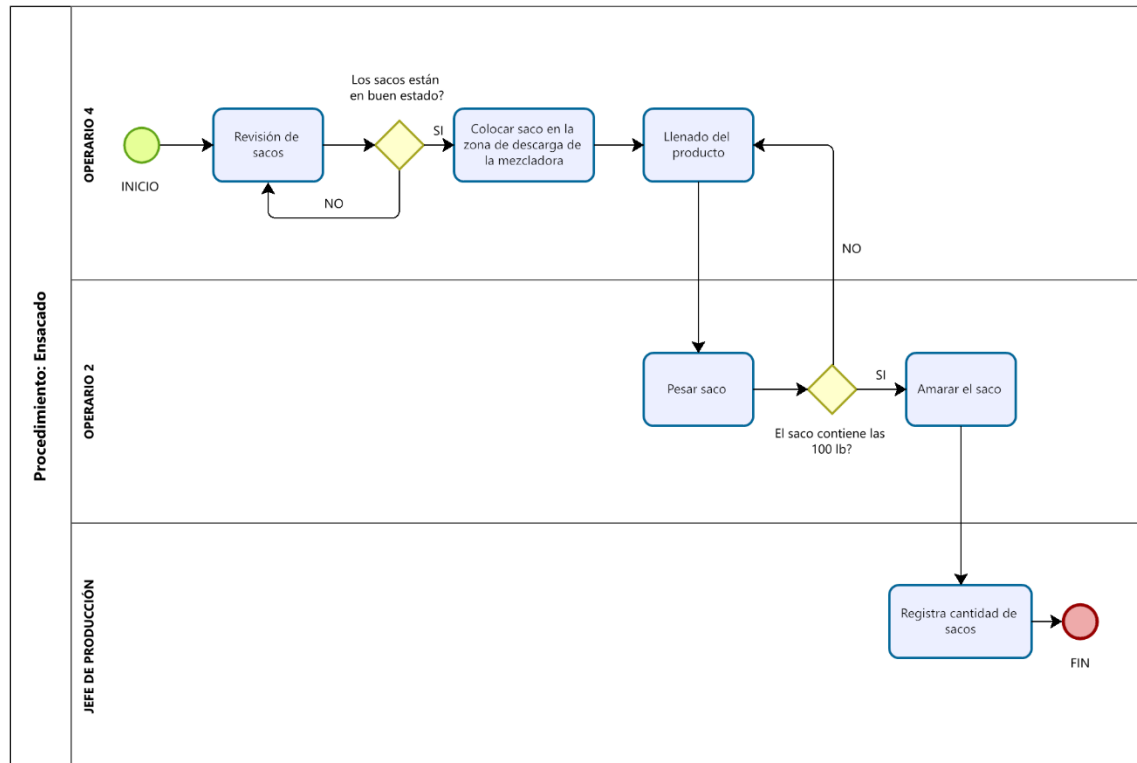 Procedimiento: Ensacado
OPERARIO 4
INICIO
Revisión de
sacos
Los sacos están
en buen estado?
SI
NO
Colocar saco en la
zona de descarga de
la mezcladora
Llenado del
producto
NO
OPERARIO 2
Pesar saco
El saco contiene las
100 lb?
SI
Amarar el saco
JEFE DE PRODUCCIÓN
Registra cantidad de
sacos
FIN